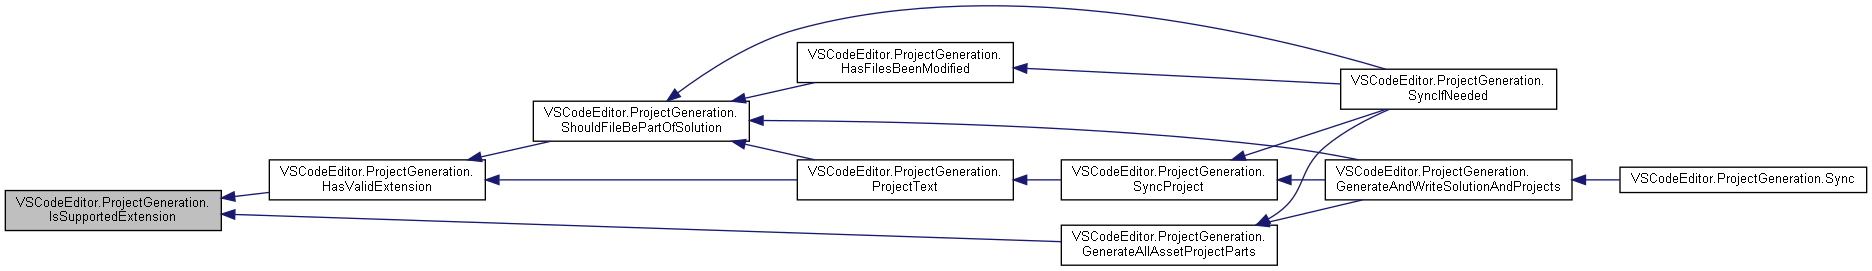 VSCodeEditor.ProjectGeneration.
IsSupportedExtension
VSCodeEditor.ProjectGeneration.
HasValidExtension
VSCodeEditor.ProjectGeneration.
ShouldFileBePartOfSolution
VSCodeEditor.ProjectGeneration.
HasFilesBeenModified
VSCodeEditor.ProjectGeneration.
ProjectText
VSCodeEditor.ProjectGeneration.
SyncProject
VSCodeEditor.ProjectGeneration.
GenerateAllAssetProjectParts
VSCodeEditor.ProjectGeneration.
SyncIfNeeded
VSCodeEditor.ProjectGeneration.
GenerateAndWriteSolutionAndProjects
VSCodeEditor.ProjectGeneration.Sync